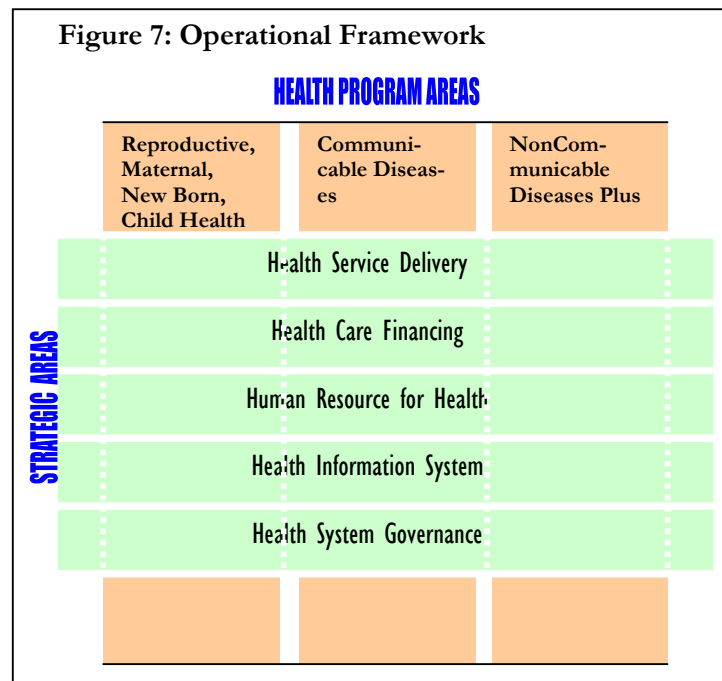 Figure 7: Operational Framework
HEALTH PROGRAM AREAS
Reproductive,
Maternal,
New Born,
Child Health
Communi-
cable Diseas-
es
NonCom-
municable
Diseases Plus
STRATEGIC AREAS
Health Service Delivery
Health Care Financing
Human Resource for Health
Health Information System
Health System Governance